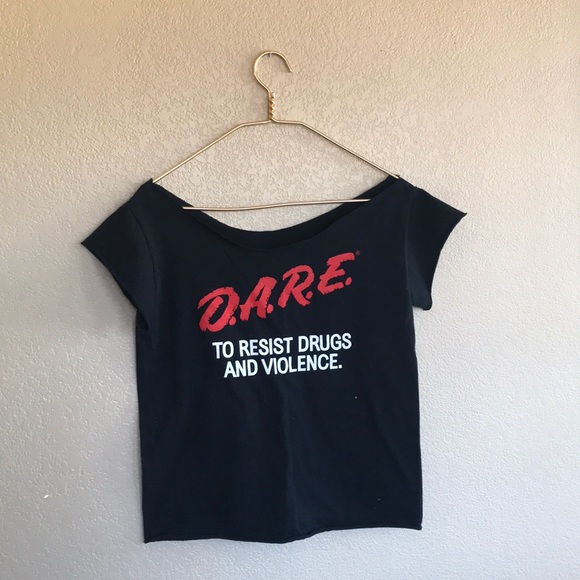 D.A.R.E.®
TO RESIST DRUGS
AND VIOLENCE.